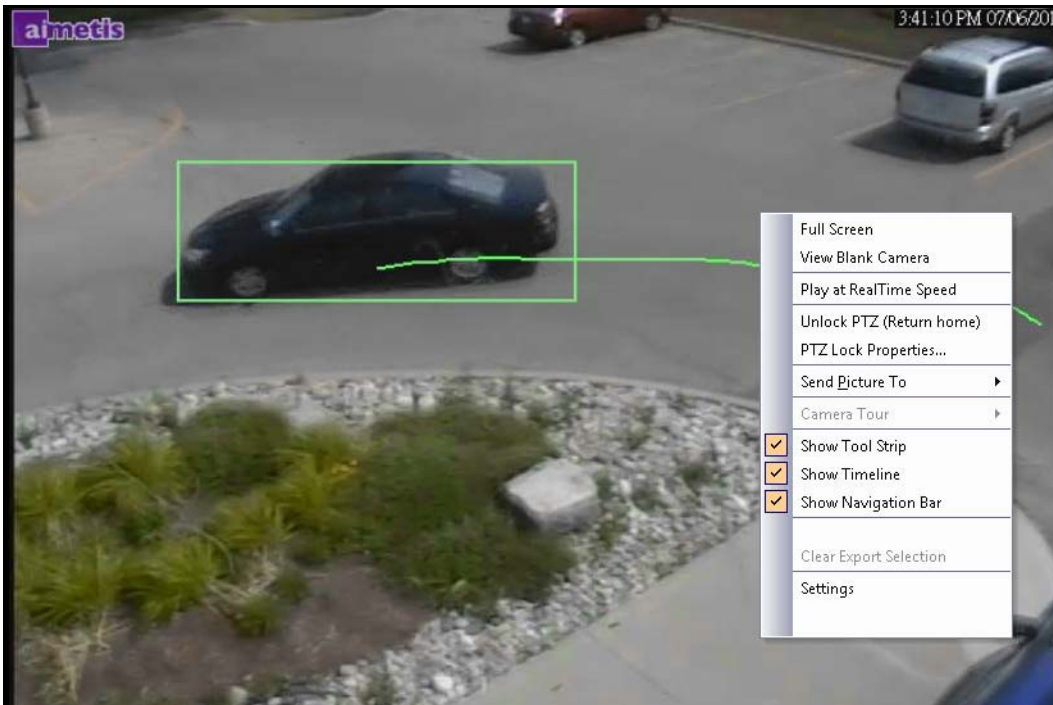 aimetis
3:41:10 PM 07/06/201
Full Screen
View Blank Camera
Play at RealTime Speed
Unlock PTZ (Return home)
PTZ Lock Properties...
Send Picture To
Camera Tour
Show Tool Strip
Show Timeline
Show Navigation Bar
Clear Export Selection
Settings